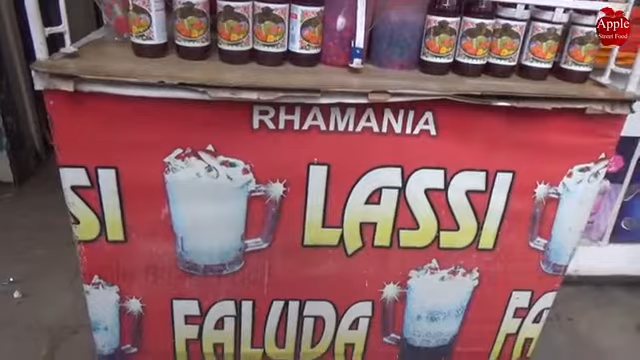 Apple
Street Food
RHAMANIA
SI
LASSI
FALUDA
FA